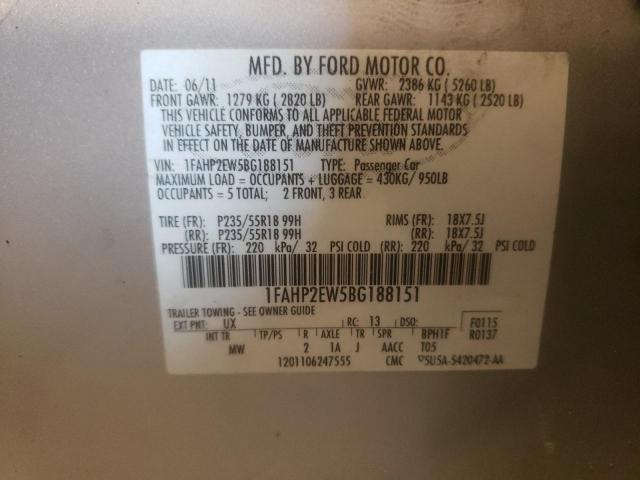 MFD. BY FORD MOTOR CO.
DATE: 06/11 GVWR: 2386 KG ( 5260 LB)
FRONT GAWR: 1279 KG ( 2820 LB) REAR GAWR: 1143 KG ( 2520 LB)
THIS VEHICLE CONFORMS TO ALL APPLICABLE FEDERAL MOTOR
VEHICLE SAFETY, BUMPER, AND THEFT PREVENTION STANDARDS
IN EFFECT ON THE DATE OF MANUFACTURE SHOWN ABOVE.
VIN: 1FAHP2EW5BG188151 TYPE: Passenger Car
MAXIMUM LOAD = OCCUPANTS + LUGGAGE = 430KG/ 950LB
OCCUPANTS = 5 TOTAL; 2 FRONT, 3 REAR
TIRE (FR): P235/55R18 99H RIMS (FR): 18X7.5J
(RR): P235/55R18 99H (RR): 18X7.5J
PRESSURE (FR): 220 kPa/ 32 PSI COLD (RR): 220 kPa/ 32 PSI COLD
1FAHP2EW5BG188151
TRAILER TOWING - SEE OWNER GUIDE
EXT PNT: UX RC: 13 DSO: F0115
INT TR TP/PS R AXLE TR SPR BPH1F R0137
MW 2 1A J AACC T05
1201106247555 CMC 5U5A-5420472-AA